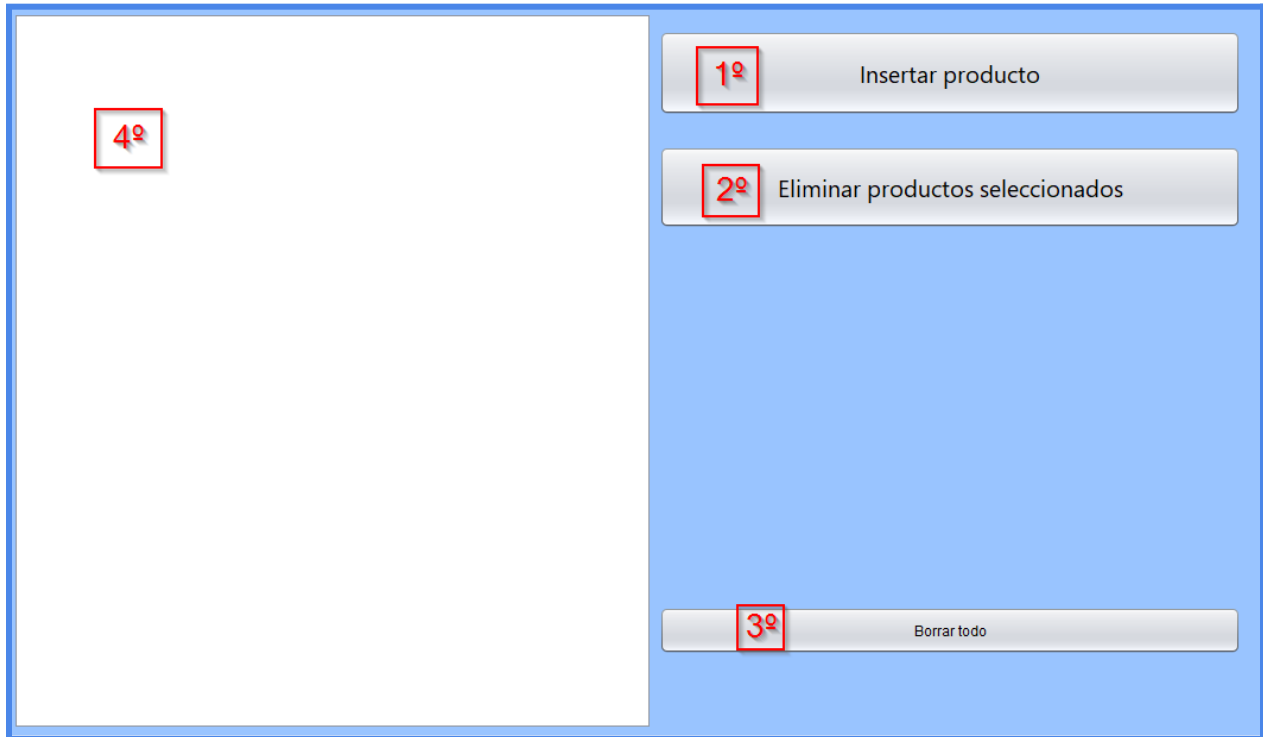 1º Insertar producto
4º
2º Eliminar productos seleccionados
3º Borrar todo